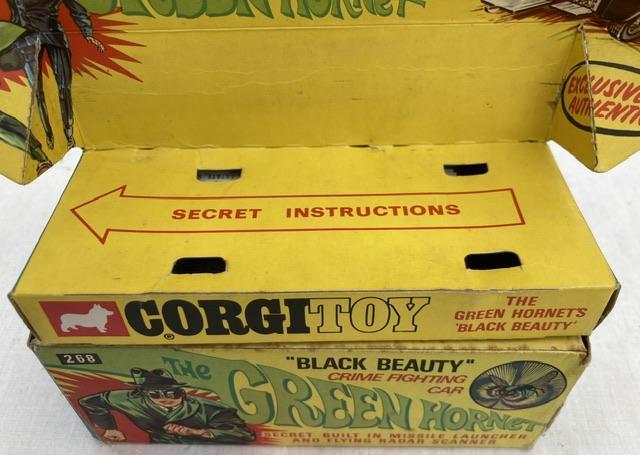 GREEN HORNET
EXCLUSIVE
AUTHENTIC
SECRET INSTRUCTIONS
CORGI TOY
®
THE
GREEN HORNET'S
'BLACK BEAUTY'
268
"BLACK BEAUTY"
CRIME FIGHTING
CAR
THE
GREEN HORNET
SECRET BUILT IN MISSILE LAUNCHER
AND FLYING RADAR SCANNER